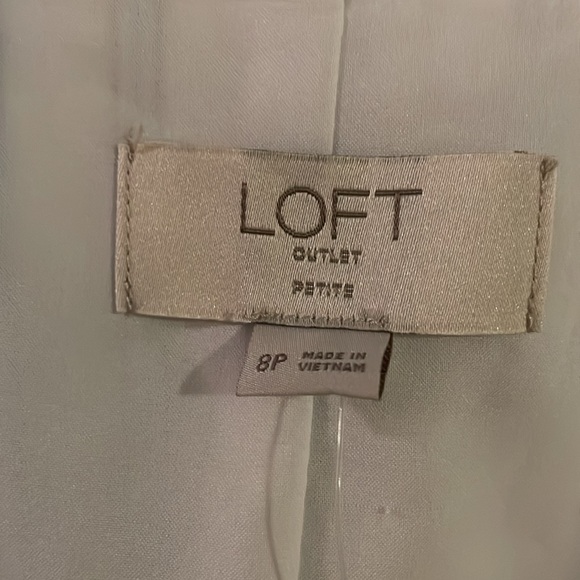 LOFT
OUTLET
PETITE
8P MADE IN
VIETNAM